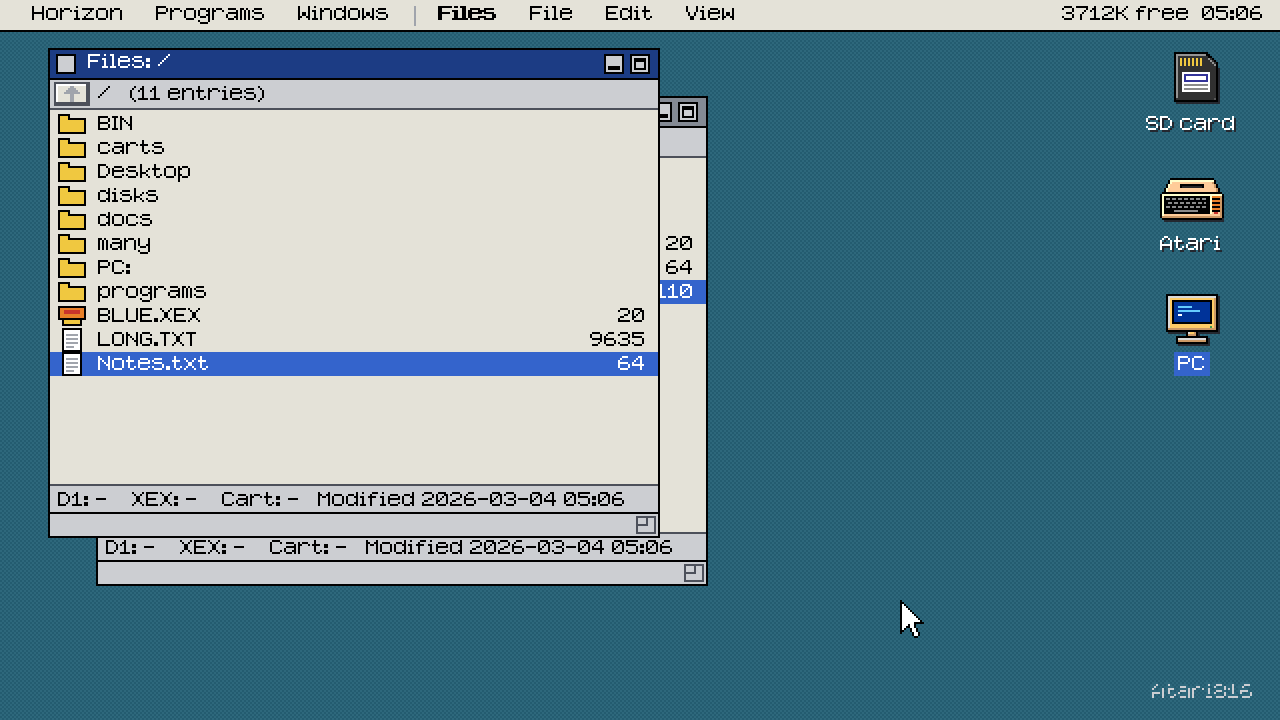 Horizon Programs Windows | Files File Edit View 3712K free 05:06
Files: /
/ (11 entries)
BIN
carts
Desktop
disks
docs
many
PC:
programs
BLUE.XEX 20
LONG.TXT 9635
Notes.txt 64
D1: - XEX: - Cart: - Modified 2026-03-04 05:06
20
64
110
D1: - XEX: - Cart: - Modified 2026-03-04 05:06
SD card
Atari
PC
Atari816